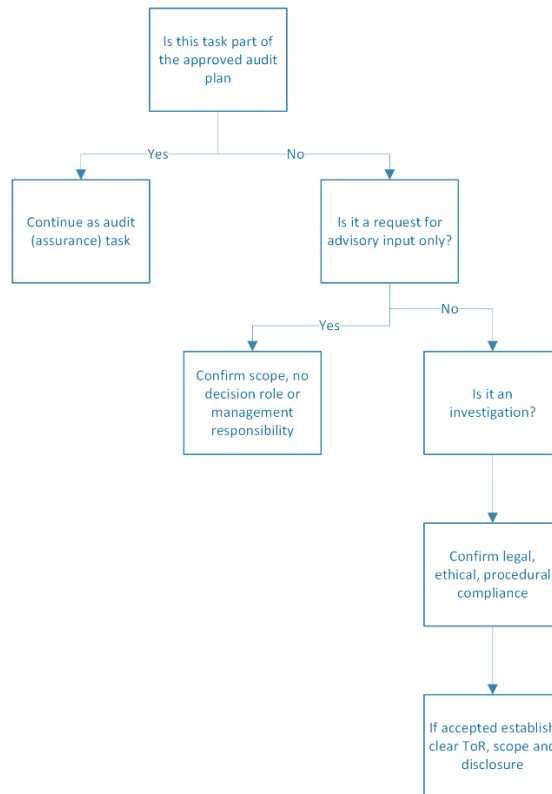 Is this task part of
the approved audit
plan
Yes
No
Continue as audit
(assurance) task
Is it a request for
advisory input only?
Yes
No
Confirm scope, no
decision role or
management
responsibility
Is it an
investigation?
Confirm legal,
ethical, procedural
compliance
If accepted establish
clear ToR, scope and
disclosure